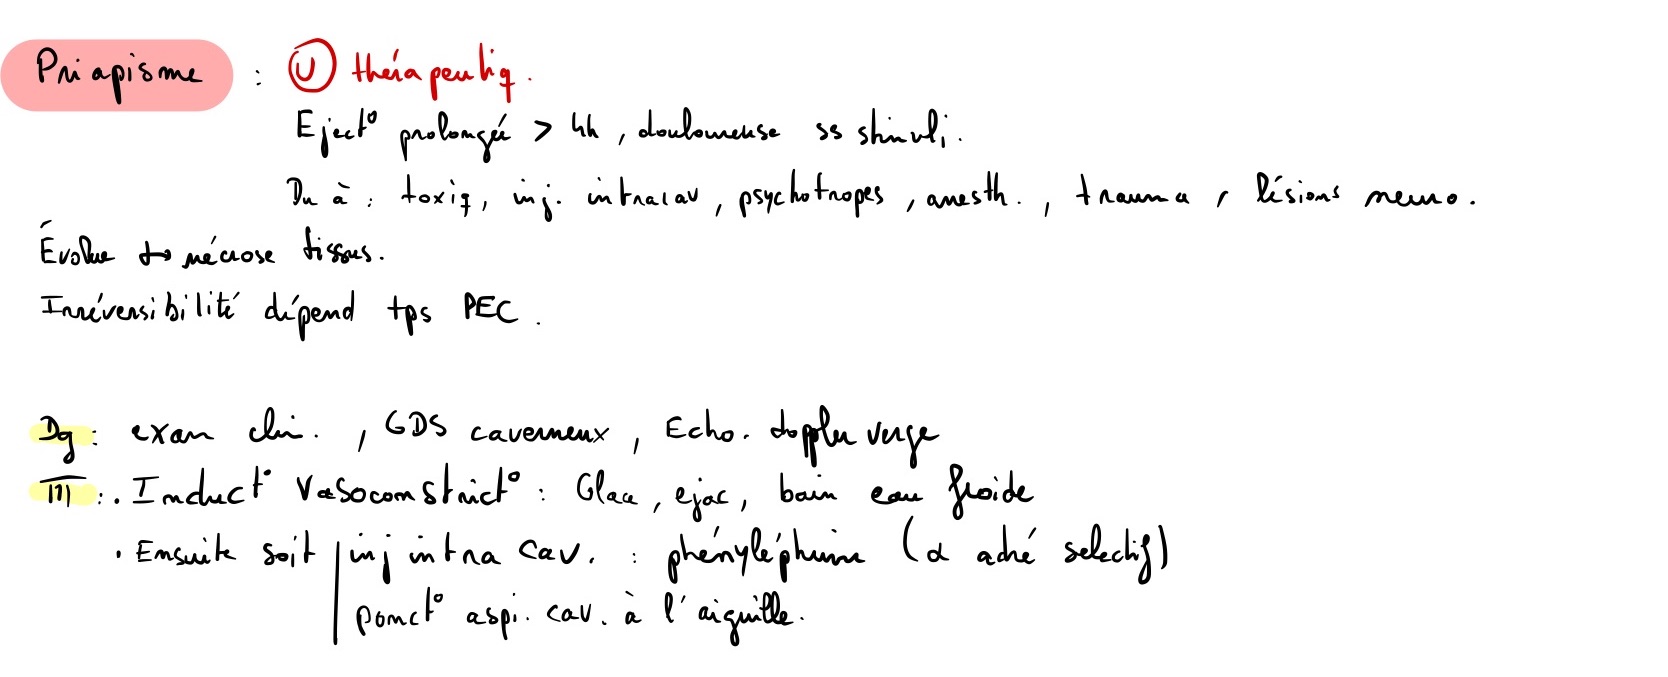 Priapisme : (U) thérapeutiq.
Eject° prolongée > 4h, douloureuse ss stimuli.
Du à : toxiq, inj. intracav, psychotropes, anesth., trauma, lésions neuro.
Évolue → nécrose tissus.
Irréversibilité dépend tps PEC.
Dg : exam clin., GDS caverneux, Echo. doppler verge
TTT : . Induct° vasoconstrict° : Glace, ejac, bain eau froide
. Ensuite soit | inj intra cav. : phényléphrine (α adré selectif)
| ponct° aspi. cav. à l'aiguille.